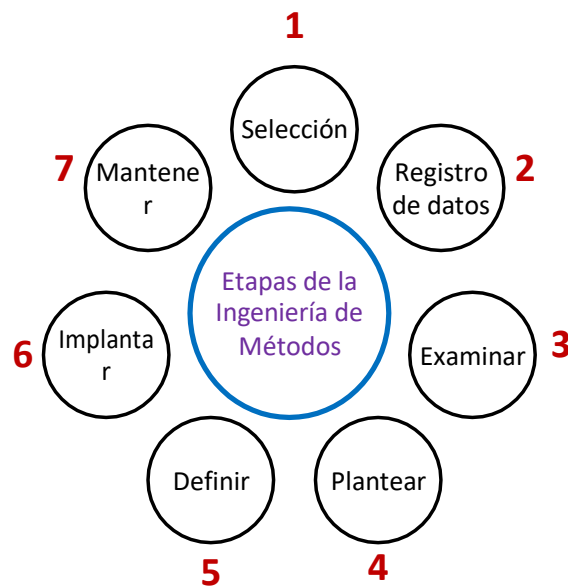 1
Selección
2
Registro
de datos
3
Examinar
4
Plantear
5
Definir
6
Implanta
r
7
Mantene
r
Etapas de la
Ingeniería de
Métodos